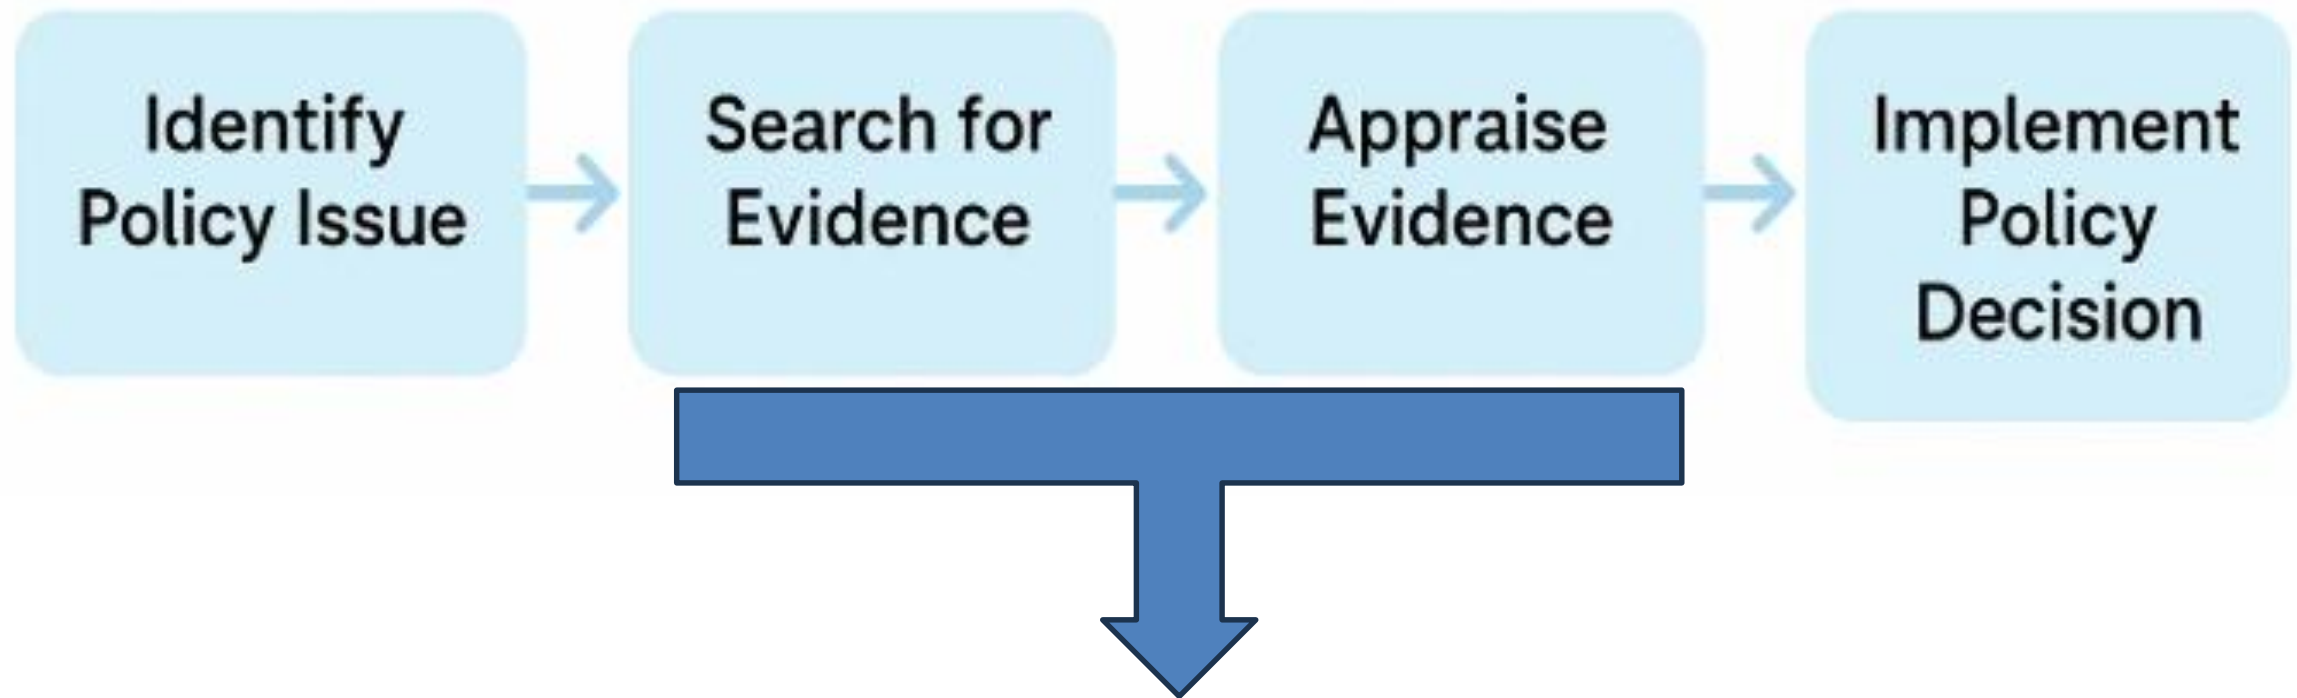 Identify
Policy Issue
Search for
Evidence
Appraise
Evidence
Implement
Policy
Decision